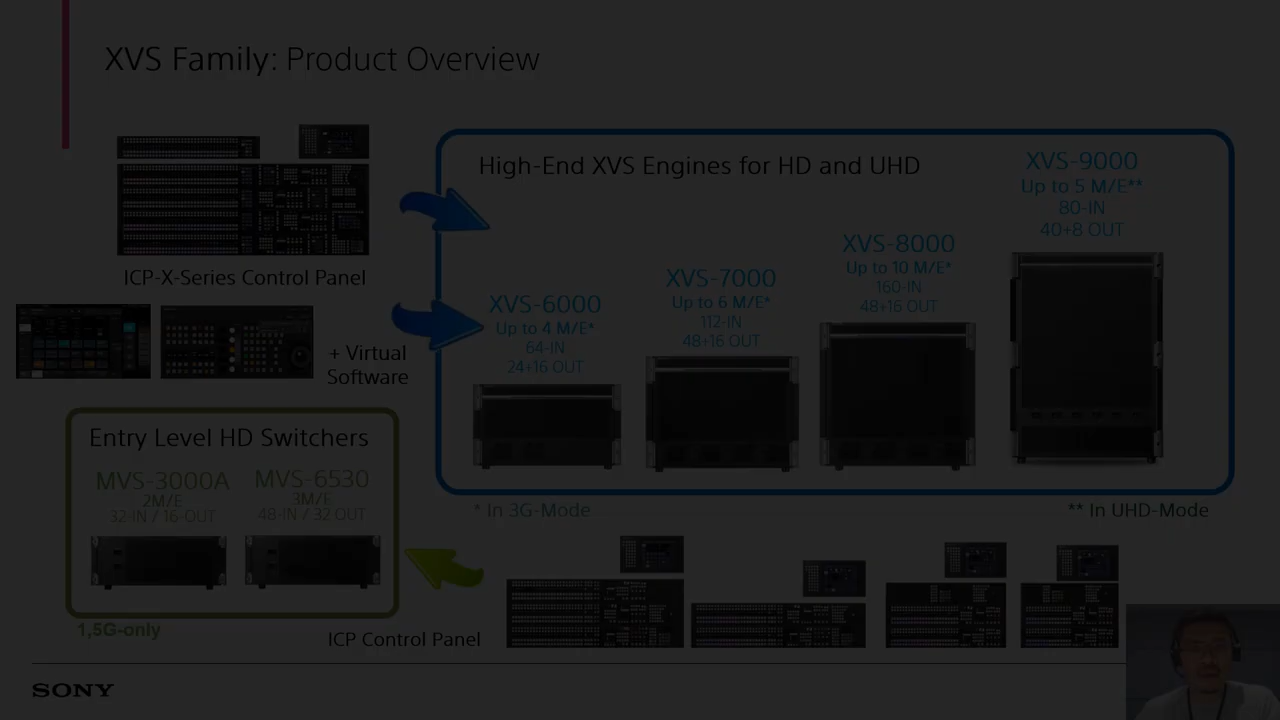 XVS Family: Product Overview
High-End XVS Engines for HD and UHD
XVS-9000
Up to 5 M/E**
80-IN
40+8 OUT
XVS-8000
Up to 10 M/E*
160-IN
48+16 OUT
XVS-7000
Up to 6 M/E*
112-IN
48+16 OUT
XVS-6000
Up to 4 M/E*
64-IN
24+16 OUT
ICP-X-Series Control Panel
+ Virtual
Software
Entry Level HD Switchers
MVS-3000A
2M/E
32-IN / 16-OUT
MVS-6530
3M/E
48-IN / 32 OUT
* In 3G-Mode
** In UHD-Mode
1,5G-only
ICP Control Panel
SONY